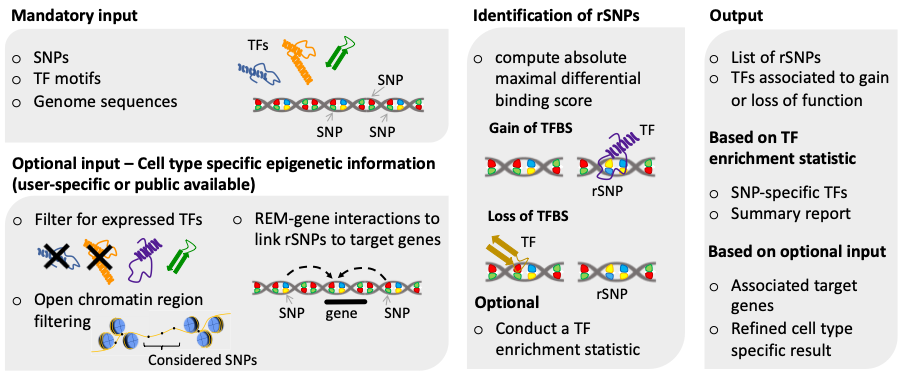 Mandatory input
○ SNPs
○ TF motifs
○ Genome sequences
TFs
SNP
SNP
SNP
Optional input – Cell type specific epigenetic information
(user-specific or public available)
○ Filter for expressed TFs
○ Open chromatin region
filtering
Considered SNPs
○ REM-gene interactions to
link rSNPs to target genes
SNP
gene
SNP
Identification of rSNPs
○ compute absolute
maximal differential
binding score
Gain of TFBS
TF
rSNP
Loss of TFBS
TF
rSNP
Optional
○ Conduct a TF
enrichment statistic
Output
○ List of rSNPs
○ TFs associated to gain
or loss of function
Based on TF
enrichment statistic
○ SNP-specific TFs
○ Summary report
Based on optional input
○ Associated target
genes
○ Refined cell type
specific result